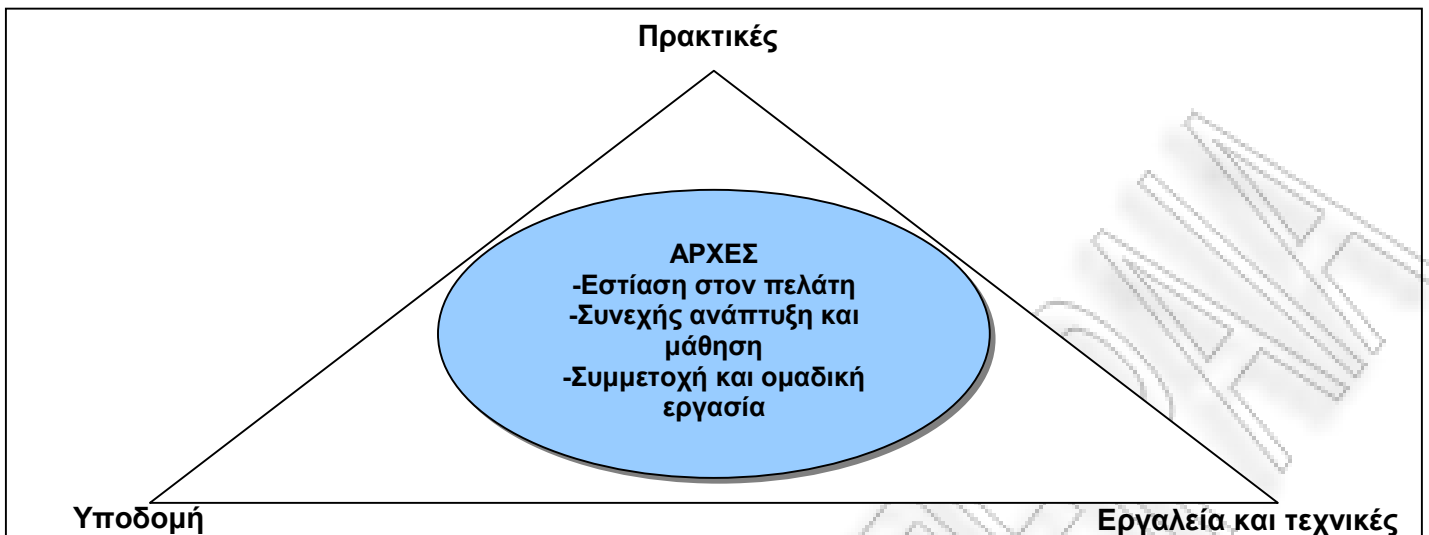 Πρακτικές
ΑΡΧΕΣ
-Εστίαση στον πελάτη
-Συνεχής ανάπτυξη και
μάθηση
-Συμμετοχή και ομαδική
εργασία
Υποδομή
Εργαλεία και τεχνικές